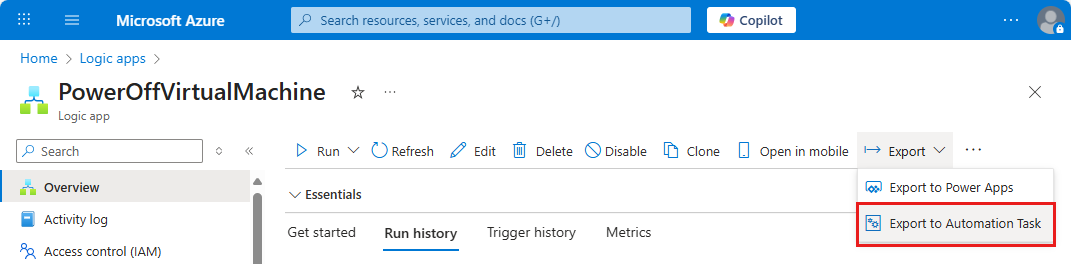 Microsoft Azure
Search resources, services, and docs (G+/)
Copilot
...
Home > Logic apps >
PowerOffVirtualMachine
...
Logic app
Search
Run
Refresh
Edit
Delete
Disable
Clone
Open in mobile
Export
...
Export to Power Apps
Export to Automation Task
Overview
Activity log
Access control (IAM)
Essentials
Get started
Run history
Trigger history
Metrics